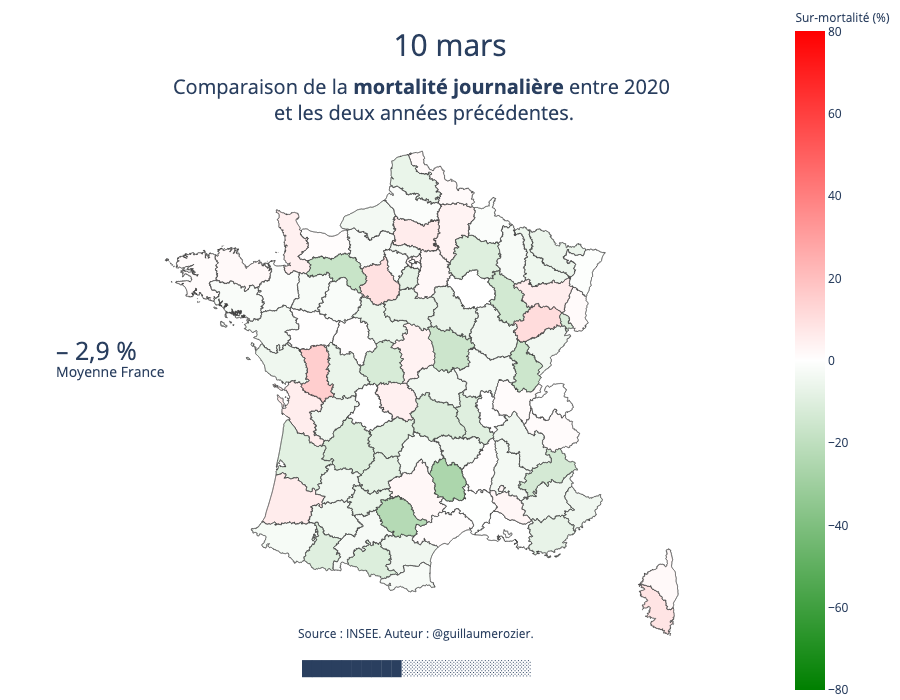 Sur-mortalité (%)
10 mars
Comparaison de la mortalité journalière entre 2020
et les deux années précédentes.
80
60
40
20
0
−20
−40
−60
−80
– 2,9 %
Moyenne France
Source : INSEE. Auteur : @guillaumerozier.